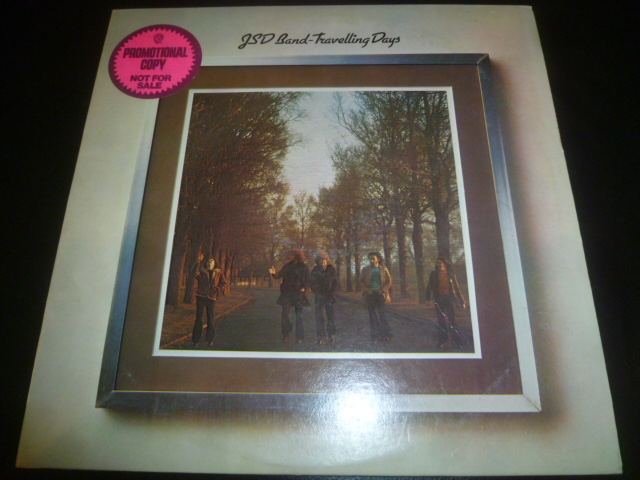 JSD Band-Travelling Days
PROMOTIONAL
COPY
NOT FOR
SALE